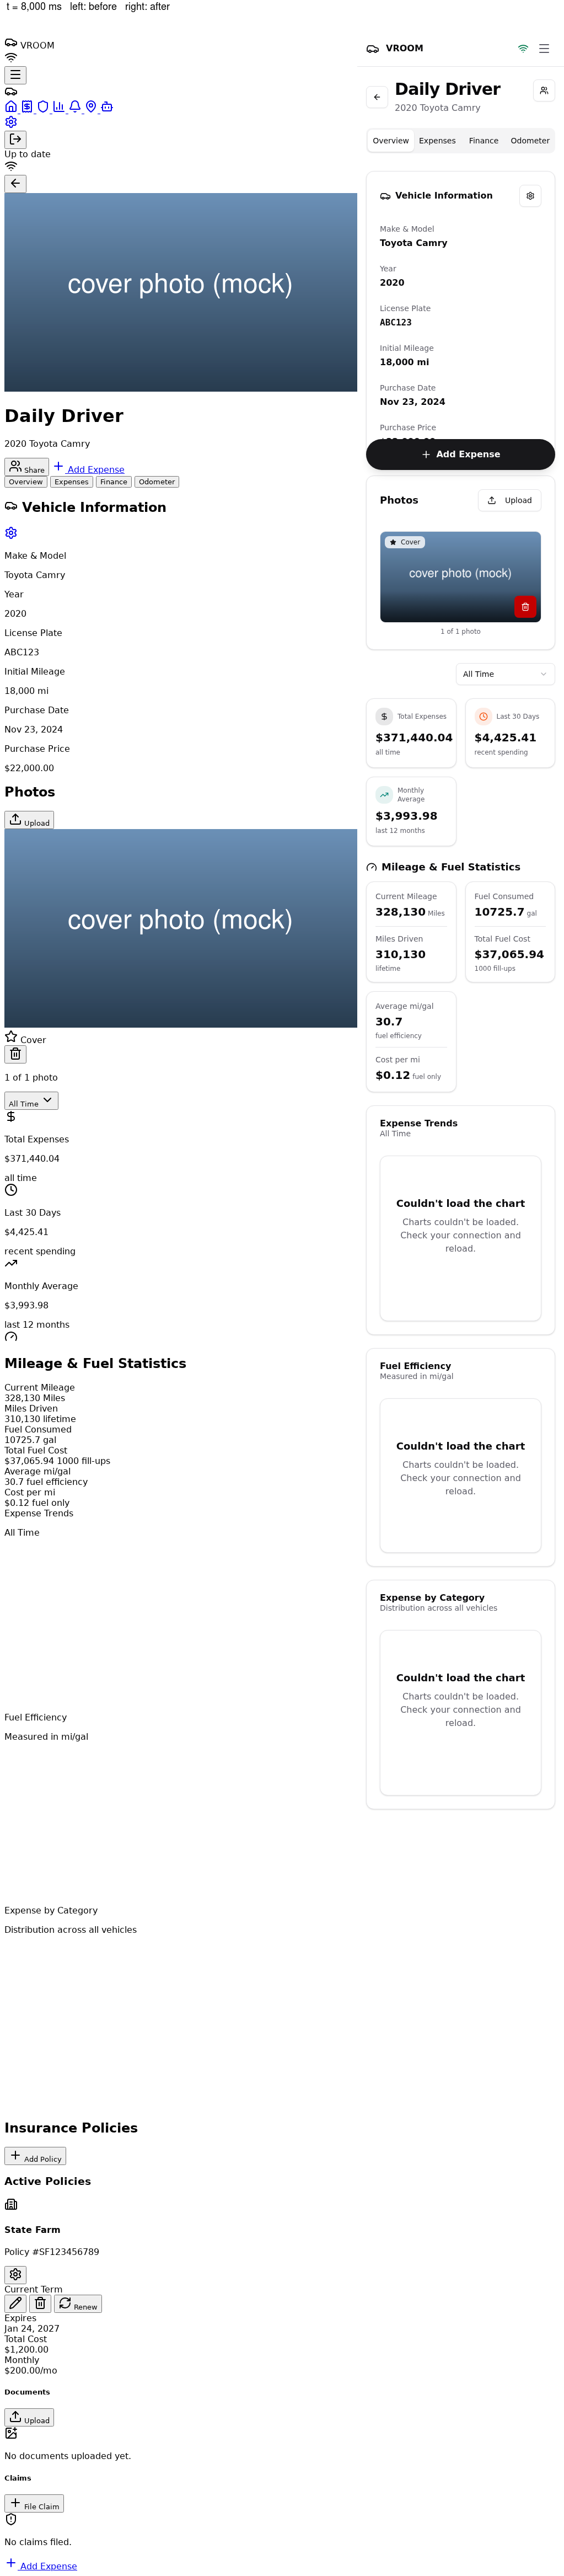 t = 8,000 ms left: before right: after
VROOM
Up to date
cover photo (mock)
Daily Driver
2020 Toyota Camry
Share
Add Expense
Overview
Expenses
Finance
Odometer
Vehicle Information
Make & Model
Toyota Camry
Year
2020
License Plate
ABC123
Initial Mileage
18,000 mi
Purchase Date
Nov 23, 2024
Purchase Price
$22,000.00
Photos
Upload
cover photo (mock)
Cover
1 of 1 photo
All Time
Total Expenses
$371,440.04
all time
Last 30 Days
$4,425.41
recent spending
Monthly Average
$3,993.98
last 12 months
Mileage & Fuel Statistics
Current Mileage
328,130 Miles
Miles Driven
310,130 lifetime
Fuel Consumed
10725.7 gal
Total Fuel Cost
$37,065.94 1000 fill-ups
Average mi/gal
30.7 fuel efficiency
Cost per mi
$0.12 fuel only
Expense Trends
All Time
Fuel Efficiency
Measured in mi/gal
Expense by Category
Distribution across all vehicles
Insurance Policies
Add Policy
Active Policies
State Farm
Policy #SF123456789
Current Term
Renew
Expires
Jan 24, 2027
Total Cost
$1,200.00
Monthly
$200.00/mo
Documents
Upload
No documents uploaded yet.
Claims
File Claim
No claims filed.
Add Expense
VROOM
Daily Driver
2020 Toyota Camry
Overview
Expenses
Finance
Odometer
Vehicle Information
Make & Model
Toyota Camry
Year
2020
License Plate
ABC123
Initial Mileage
18,000 mi
Purchase Date
Nov 23, 2024
Purchase Price
Add Expense
Photos
Upload
Cover
cover photo (mock)
1 of 1 photo
All Time
Total Expenses
$371,440.04
all time
Last 30 Days
$4,425.41
recent spending
Monthly
Average
$3,993.98
last 12 months
Mileage & Fuel Statistics
Current Mileage
328,130 Miles
Miles Driven
310,130
lifetime
Fuel Consumed
10725.7 gal
Total Fuel Cost
$37,065.94
1000 fill-ups
Average mi/gal
30.7
fuel efficiency
Cost per mi
$0.12 fuel only
Expense Trends
All Time
Couldn't load the chart
Charts couldn't be loaded.
Check your connection and
reload.
Fuel Efficiency
Measured in mi/gal
Couldn't load the chart
Charts couldn't be loaded.
Check your connection and
reload.
Expense by Category
Distribution across all vehicles
Couldn't load the chart
Charts couldn't be loaded.
Check your connection and
reload.